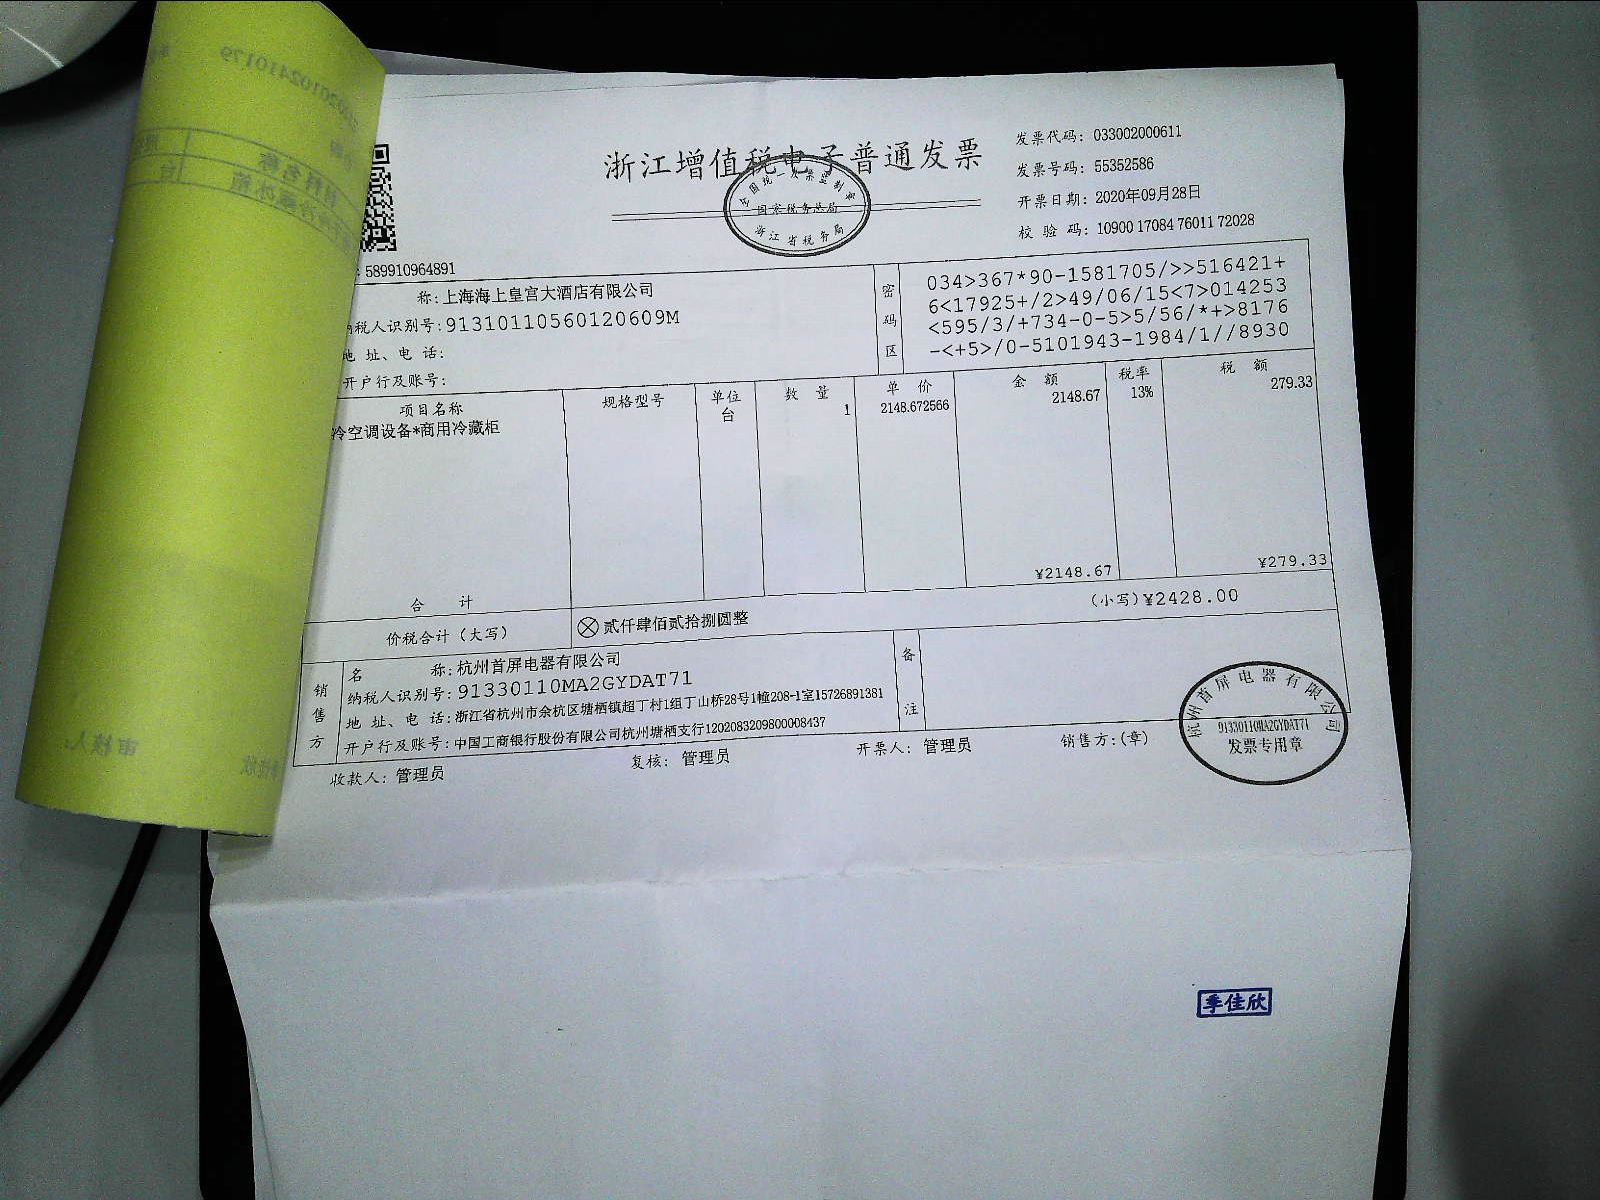 浙江增值税电子普通发票
国家税务总局
浙江省税务局
发票代码: 033002000611
发票号码: 55352586
开票日期: 2020年09月28日
校 验 码: 10900 17084 76011 72028
: 589910964891
称: 上海海上皇宫大酒店有限公司
纳税人识别号: 91310110560120609M
地 址、电 话:
开户行及账号:
密码区
034>367*90-1581705/>>516421+
6<17925+/2>49/06/15<7>014253
<595/3/+734-0-5>5/56/*+>8176
-<+5>/0-5101943-1984/1//8930
项目名称 规格型号 单位 数 量 单 价 金 额 税率 税 额
冷空调设备*商用冷藏柜 台 1 2148.672566 2148.67 13% 279.33
合 计 ¥2148.67 ¥279.33
价税合计（大写） 贰仟肆佰贰拾捌圆整 (小写)¥2428.00
销售方
名 称: 杭州首屏电器有限公司
纳税人识别号: 91330110MA2GYDAT71
地 址、电 话: 浙江省杭州市余杭区塘栖镇超丁村1组丁山桥28号1幢208-1室15726891381
开户行及账号: 中国工商银行股份有限公司杭州塘栖支行1202083209800008437
备注
收款人: 管理员 复核: 管理员 开票人: 管理员 销售方:(章)
杭州首屏电器有限公司
91330110MA2GYDAT71
发票专用章
季佳欣